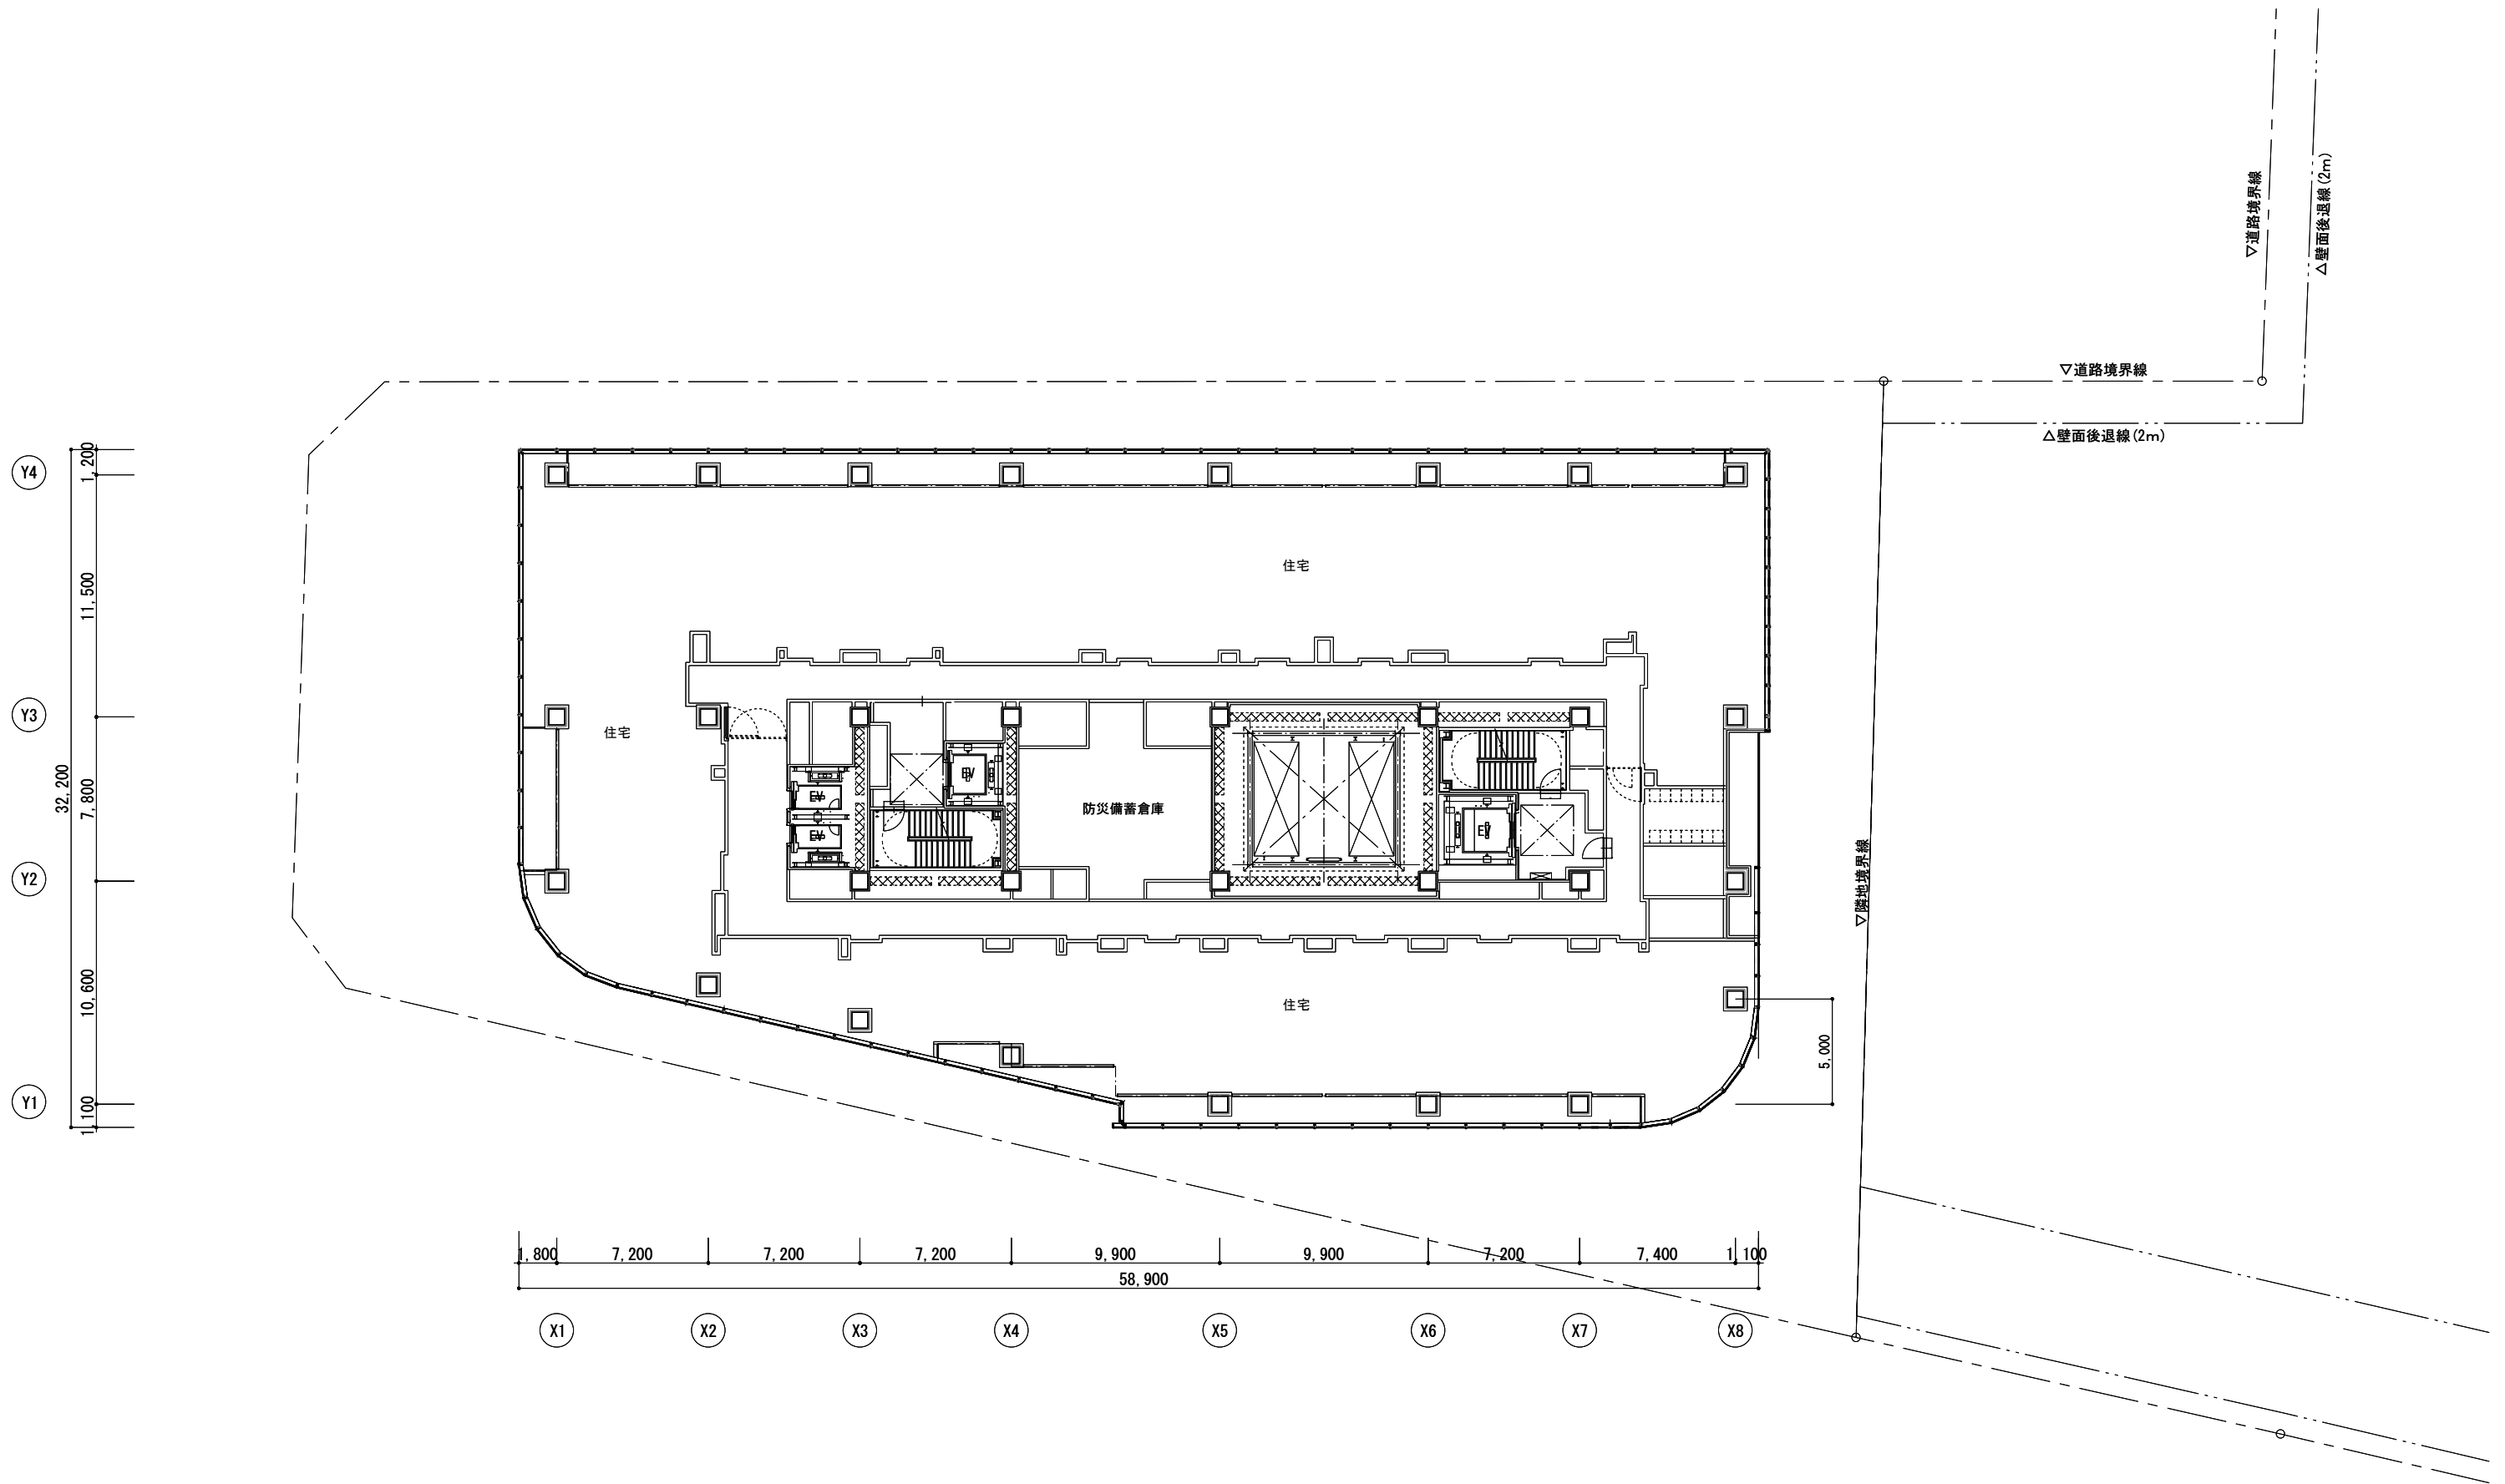 ▽道路境界線
△壁面後退線(2m)
▽道路境界線
△壁面後退線(2m)
Y4
Y3
Y2
Y1
1,200
11,500
7,800
10,600
1,100
32,200
住宅
住宅
EV
EV
EV
防災備蓄倉庫
EV
住宅
▽隣地境界線
5,000
1,800
7,200
7,200
7,200
9,900
9,900
7,200
7,400
1,100
58,900
X1
X2
X3
X4
X5
X6
X7
X8